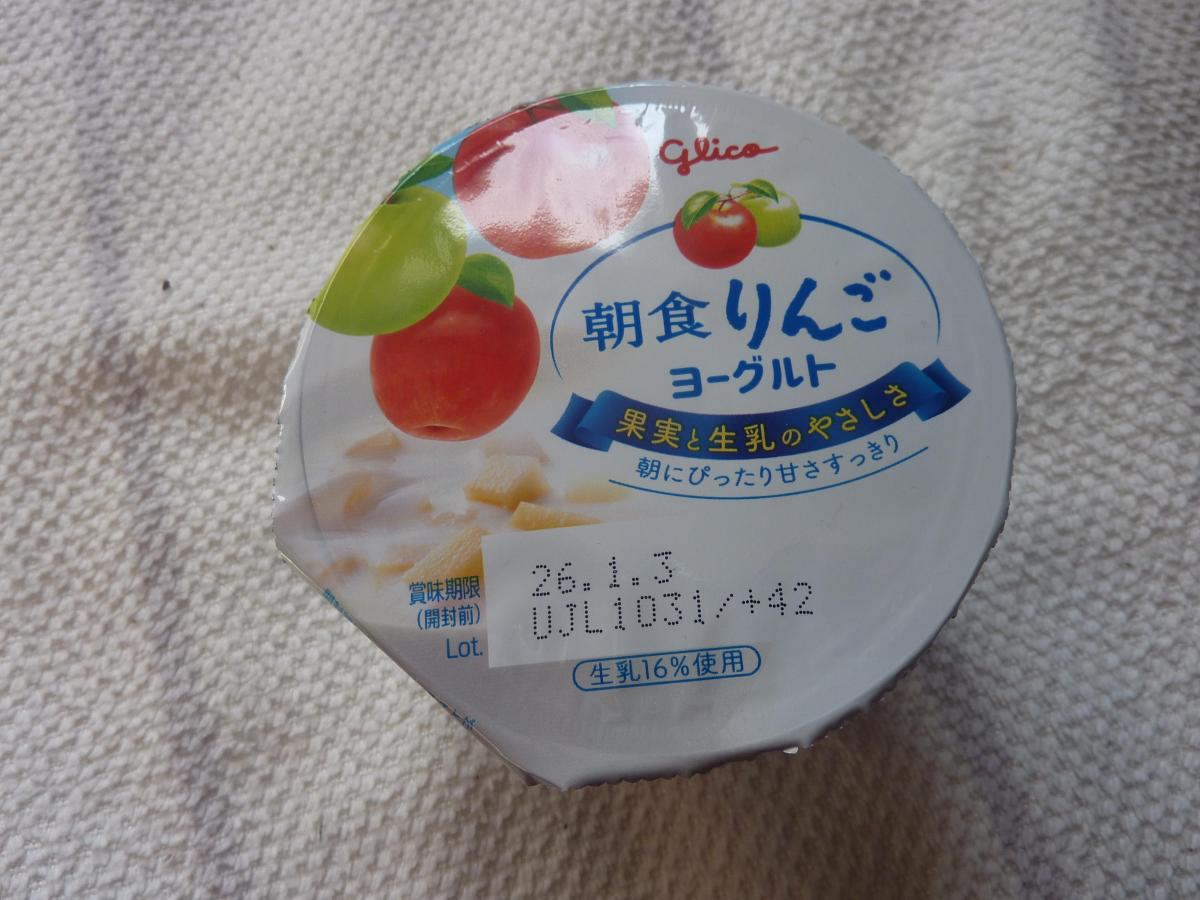 Glico
朝食りんご
ヨーグルト
果実と生乳のやさしさ
朝にぴったり甘さすっきり
賞味期限
(開封前)
26.1.3
Lot.
UJL1031/+42
生乳16%使用